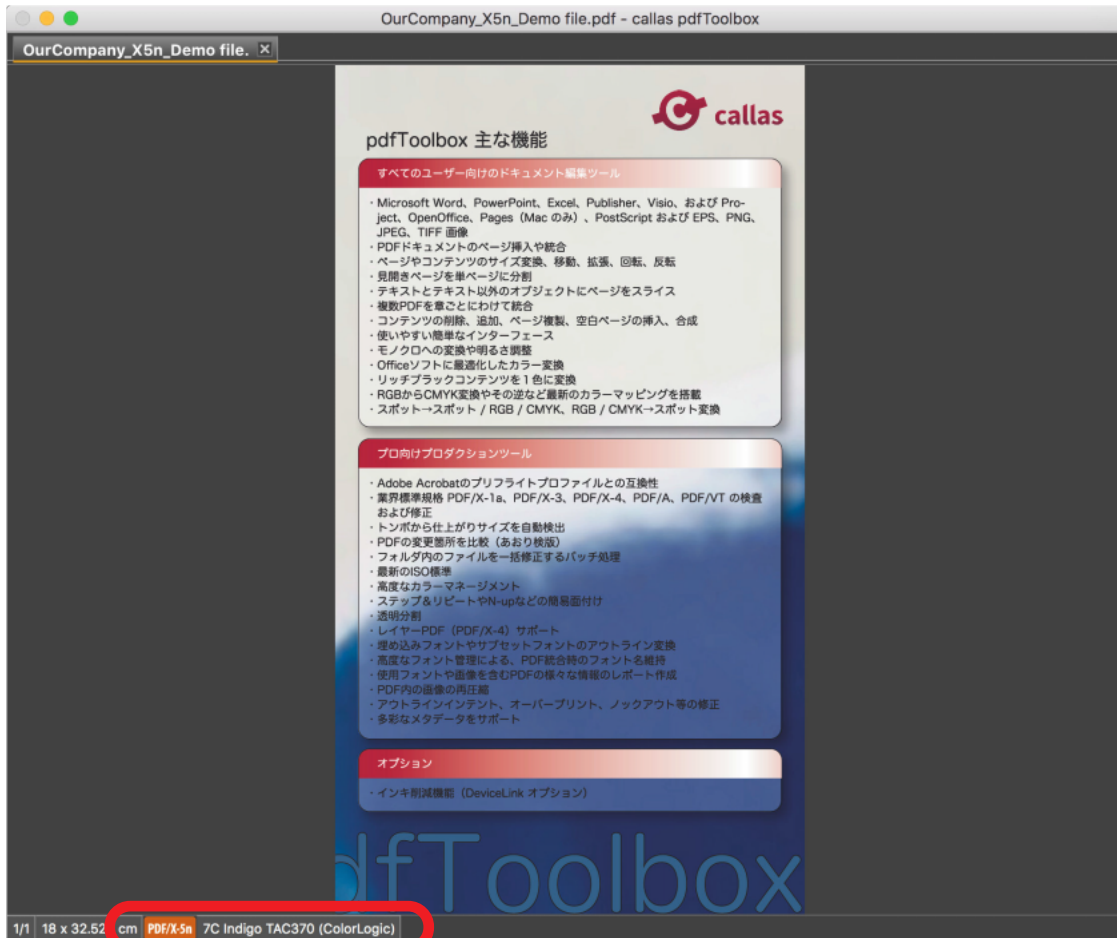 OurCompany_X5n_Demo file.pdf - callas pdfToolbox
OurCompany_X5n_Demo file.
callas
pdfToolbox 主な機能
すべてのユーザー向けのドキュメント編集ツール
・Microsoft Word、PowerPoint、Excel、Publisher、Visio、および Pro-
ject、OpenOffice、Pages（Mac のみ）、PostScript および EPS、PNG、
JPEG、TIFF 画像
・PDFドキュメントのページ挿入や統合
・ページやコンテンツのサイズ変換、移動、拡張、回転、反転
・見開きページを単ページに分割
・テキストとテキスト以外のオブジェクトにページをスライス
・複数PDFを章ごとにわけて統合
・コンテンツの削除、追加、ページ複製、空白ページの挿入、合成
・使いやすい簡単なインターフェース
・モノクロへの変換や明るさ調整
・Officeソフトに最適化したカラー変換
・リッチブラックコンテンツを１色に変換
・RGBからCMYK変換やその逆など最新のカラーマッピングを搭載
・スポット→スポット / RGB / CMYK、RGB / CMYK→スポット変換
プロ向けプロダクションツール
・Adobe Acrobatのプリフライトプロファイルとの互換性
・業界標準規格 PDF/X-1a、PDF/X-3、PDF/X-4、PDF/A、PDF/VT の検査
および修正
・トンボから仕上がりサイズを自動検出
・PDFの変更箇所を比較（あおり検版）
・フォルダ内のファイルを一括修正するバッチ処理
・最新のISO標準
・高度なカラーマネージメント
・ステップ&リピートやN-upなどの簡易面付け
・透明分割
・レイヤーPDF（PDF/X-4）サポート
・埋め込みフォントやサブセットフォントのアウトライン変換
・高度なフォント管理による、PDF統合時のフォント名維持
・使用フォントや画像を含むPDFの様々な情報のレポート作成
・PDF内の画像の再圧縮
・アウトラインインテント、オーバープリント、ノックアウト等の修正
・多彩なメタデータをサポート
オプション
・インキ削減機能（DeviceLink オプション）
dfToolbox
1/1 18 x 32.52 cm PDF/X-5n 7C Indigo TAC370 (ColorLogic)